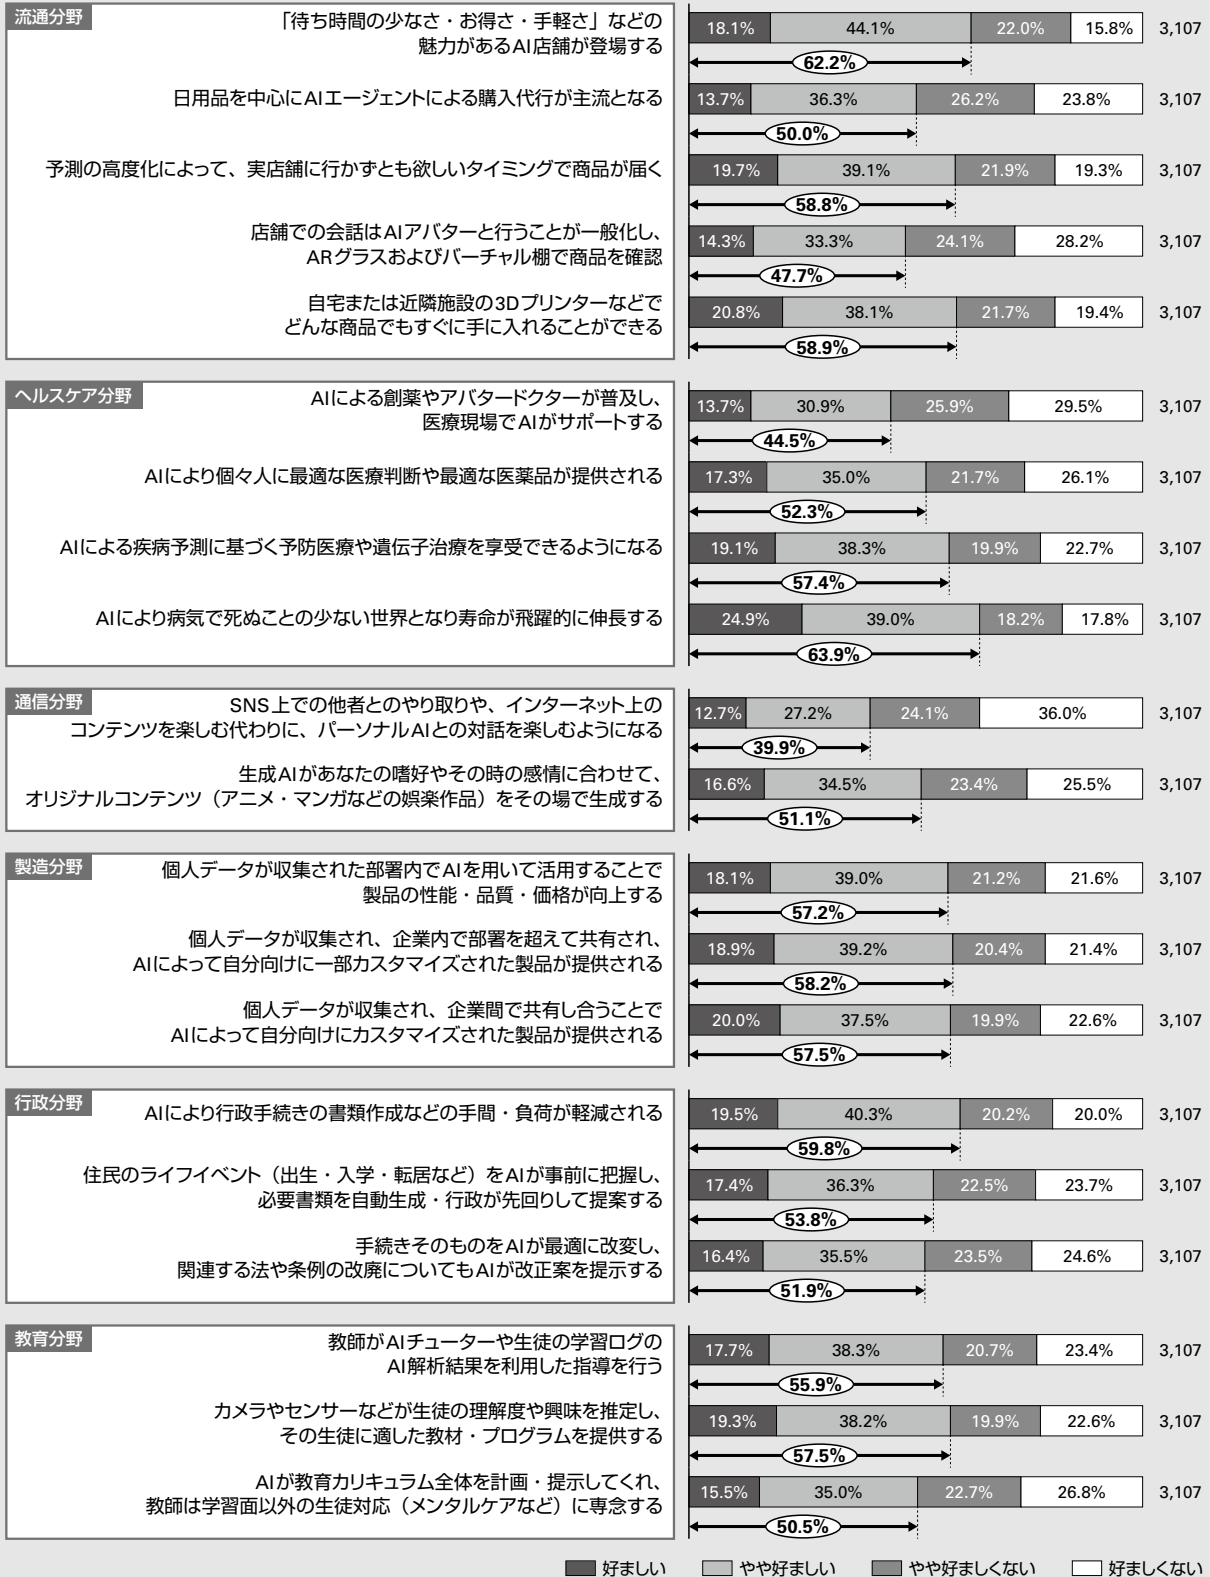 流通分野
「待ち時間の少なさ・お得さ・手軽さ」などの
魅力があるAI店舗が登場する
18.1% 44.1% 22.0% 15.8% 3,107
62.2%
日用品を中心にAIエージェントによる購入代行が主流となる
13.7% 36.3% 26.2% 23.8% 3,107
50.0%
予測の高度化によって、実店舗に行かずとも欲しいタイミングで商品が届く
19.7% 39.1% 21.9% 19.3% 3,107
58.8%
店舗での会話はAIアバターと行うことが一般化し、
ARグラスおよびバーチャル棚で商品を確認
14.3% 33.3% 24.1% 28.2% 3,107
47.7%
自宅または近隣施設の3Dプリンターなどで
どんな商品でもすぐに手に入れることができる
20.8% 38.1% 21.7% 19.4% 3,107
58.9%
ヘルスケア分野
AIによる創薬やアバタードクターが普及し、
医療現場でAIがサポートする
13.7% 30.9% 25.9% 29.5% 3,107
44.5%
AIにより個々人に最適な医療判断や最適な医薬品が提供される
17.3% 35.0% 21.7% 26.1% 3,107
52.3%
AIによる疾病予測に基づく予防医療や遺伝子治療を享受できるようになる
19.1% 38.3% 19.9% 22.7% 3,107
57.4%
AIにより病気で死ぬことの少ない世界となり寿命が飛躍的に伸長する
24.9% 39.0% 18.2% 17.8% 3,107
63.9%
通信分野
SNS上での他者とのやり取りや、インターネット上の
コンテンツを楽しむ代わりに、パーソナルAIとの対話を楽しむようになる
12.7% 27.2% 24.1% 36.0% 3,107
39.9%
生成AIがあなたの嗜好やその時の感情に合わせて、
オリジナルコンテンツ（アニメ・マンガなどの娯楽作品）をその場で生成する
16.6% 34.5% 23.4% 25.5% 3,107
51.1%
製造分野
個人データが収集された部署内でAIを用いて活用することで
製品の性能・品質・価格が向上する
18.1% 39.0% 21.2% 21.6% 3,107
57.2%
個人データが収集され、企業内で部署を超えて共有され、
AIによって自分向けに一部カスタマイズされた製品が提供される
18.9% 39.2% 20.4% 21.4% 3,107
58.2%
個人データが収集され、企業間で共有し合うことで
AIによって自分向けにカスタマイズされた製品が提供される
20.0% 37.5% 19.9% 22.6% 3,107
57.5%
行政分野
AIにより行政手続きの書類作成などの手間・負荷が軽減される
19.5% 40.3% 20.2% 20.0% 3,107
59.8%
住民のライフイベント（出生・入学・転居など）をAIが事前に把握し、
必要書類を自動生成・行政が先回りして提案する
17.4% 36.3% 22.5% 23.7% 3,107
53.8%
手続きそのものをAIが最適に改変し、
関連する法や条例の改廃についてもAIが改正案を提示する
16.4% 35.5% 23.5% 24.6% 3,107
51.9%
教育分野
教師がAIチューターや生徒の学習ログの
AI解析結果を利用した指導を行う
17.7% 38.3% 20.7% 23.4% 3,107
55.9%
カメラやセンサーなどが生徒の理解度や興味を推定し、
その生徒に適した教材・プログラムを提供する
19.3% 38.2% 19.9% 22.6% 3,107
57.5%
AIが教育カリキュラム全体を計画・提示してくれ、
教師は学習面以外の生徒対応（メンタルケアなど）に専念する
15.5% 35.0% 22.7% 26.8% 3,107
50.5%
好ましい やや好ましい やや好ましくない 好ましくない